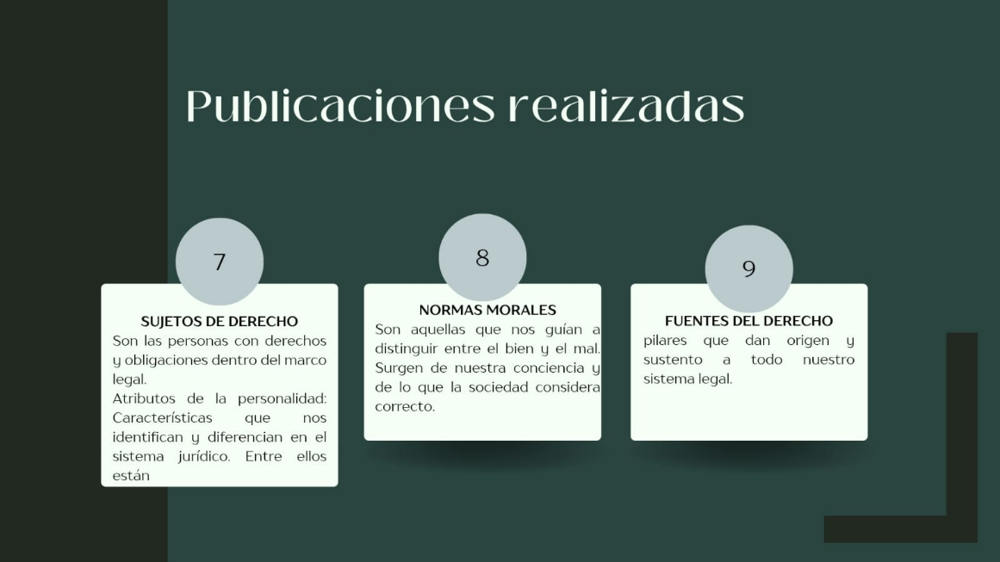 Publicaciones realizadas
7
SUJETOS DE DERECHO
Son las personas con derechos
y obligaciones dentro del marco
legal.
Atributos de la personalidad:
Características que nos
identifican y diferencian en el
sistema jurídico. Entre ellos
están
8
NORMAS MORALES
Son aquellas que nos guían a
distinguir entre el bien y el mal.
Surgen de nuestra conciencia y
de lo que la sociedad considera
correcto.
9
FUENTES DEL DERECHO
pilares que dan origen y
sustento a todo nuestro
sistema legal.